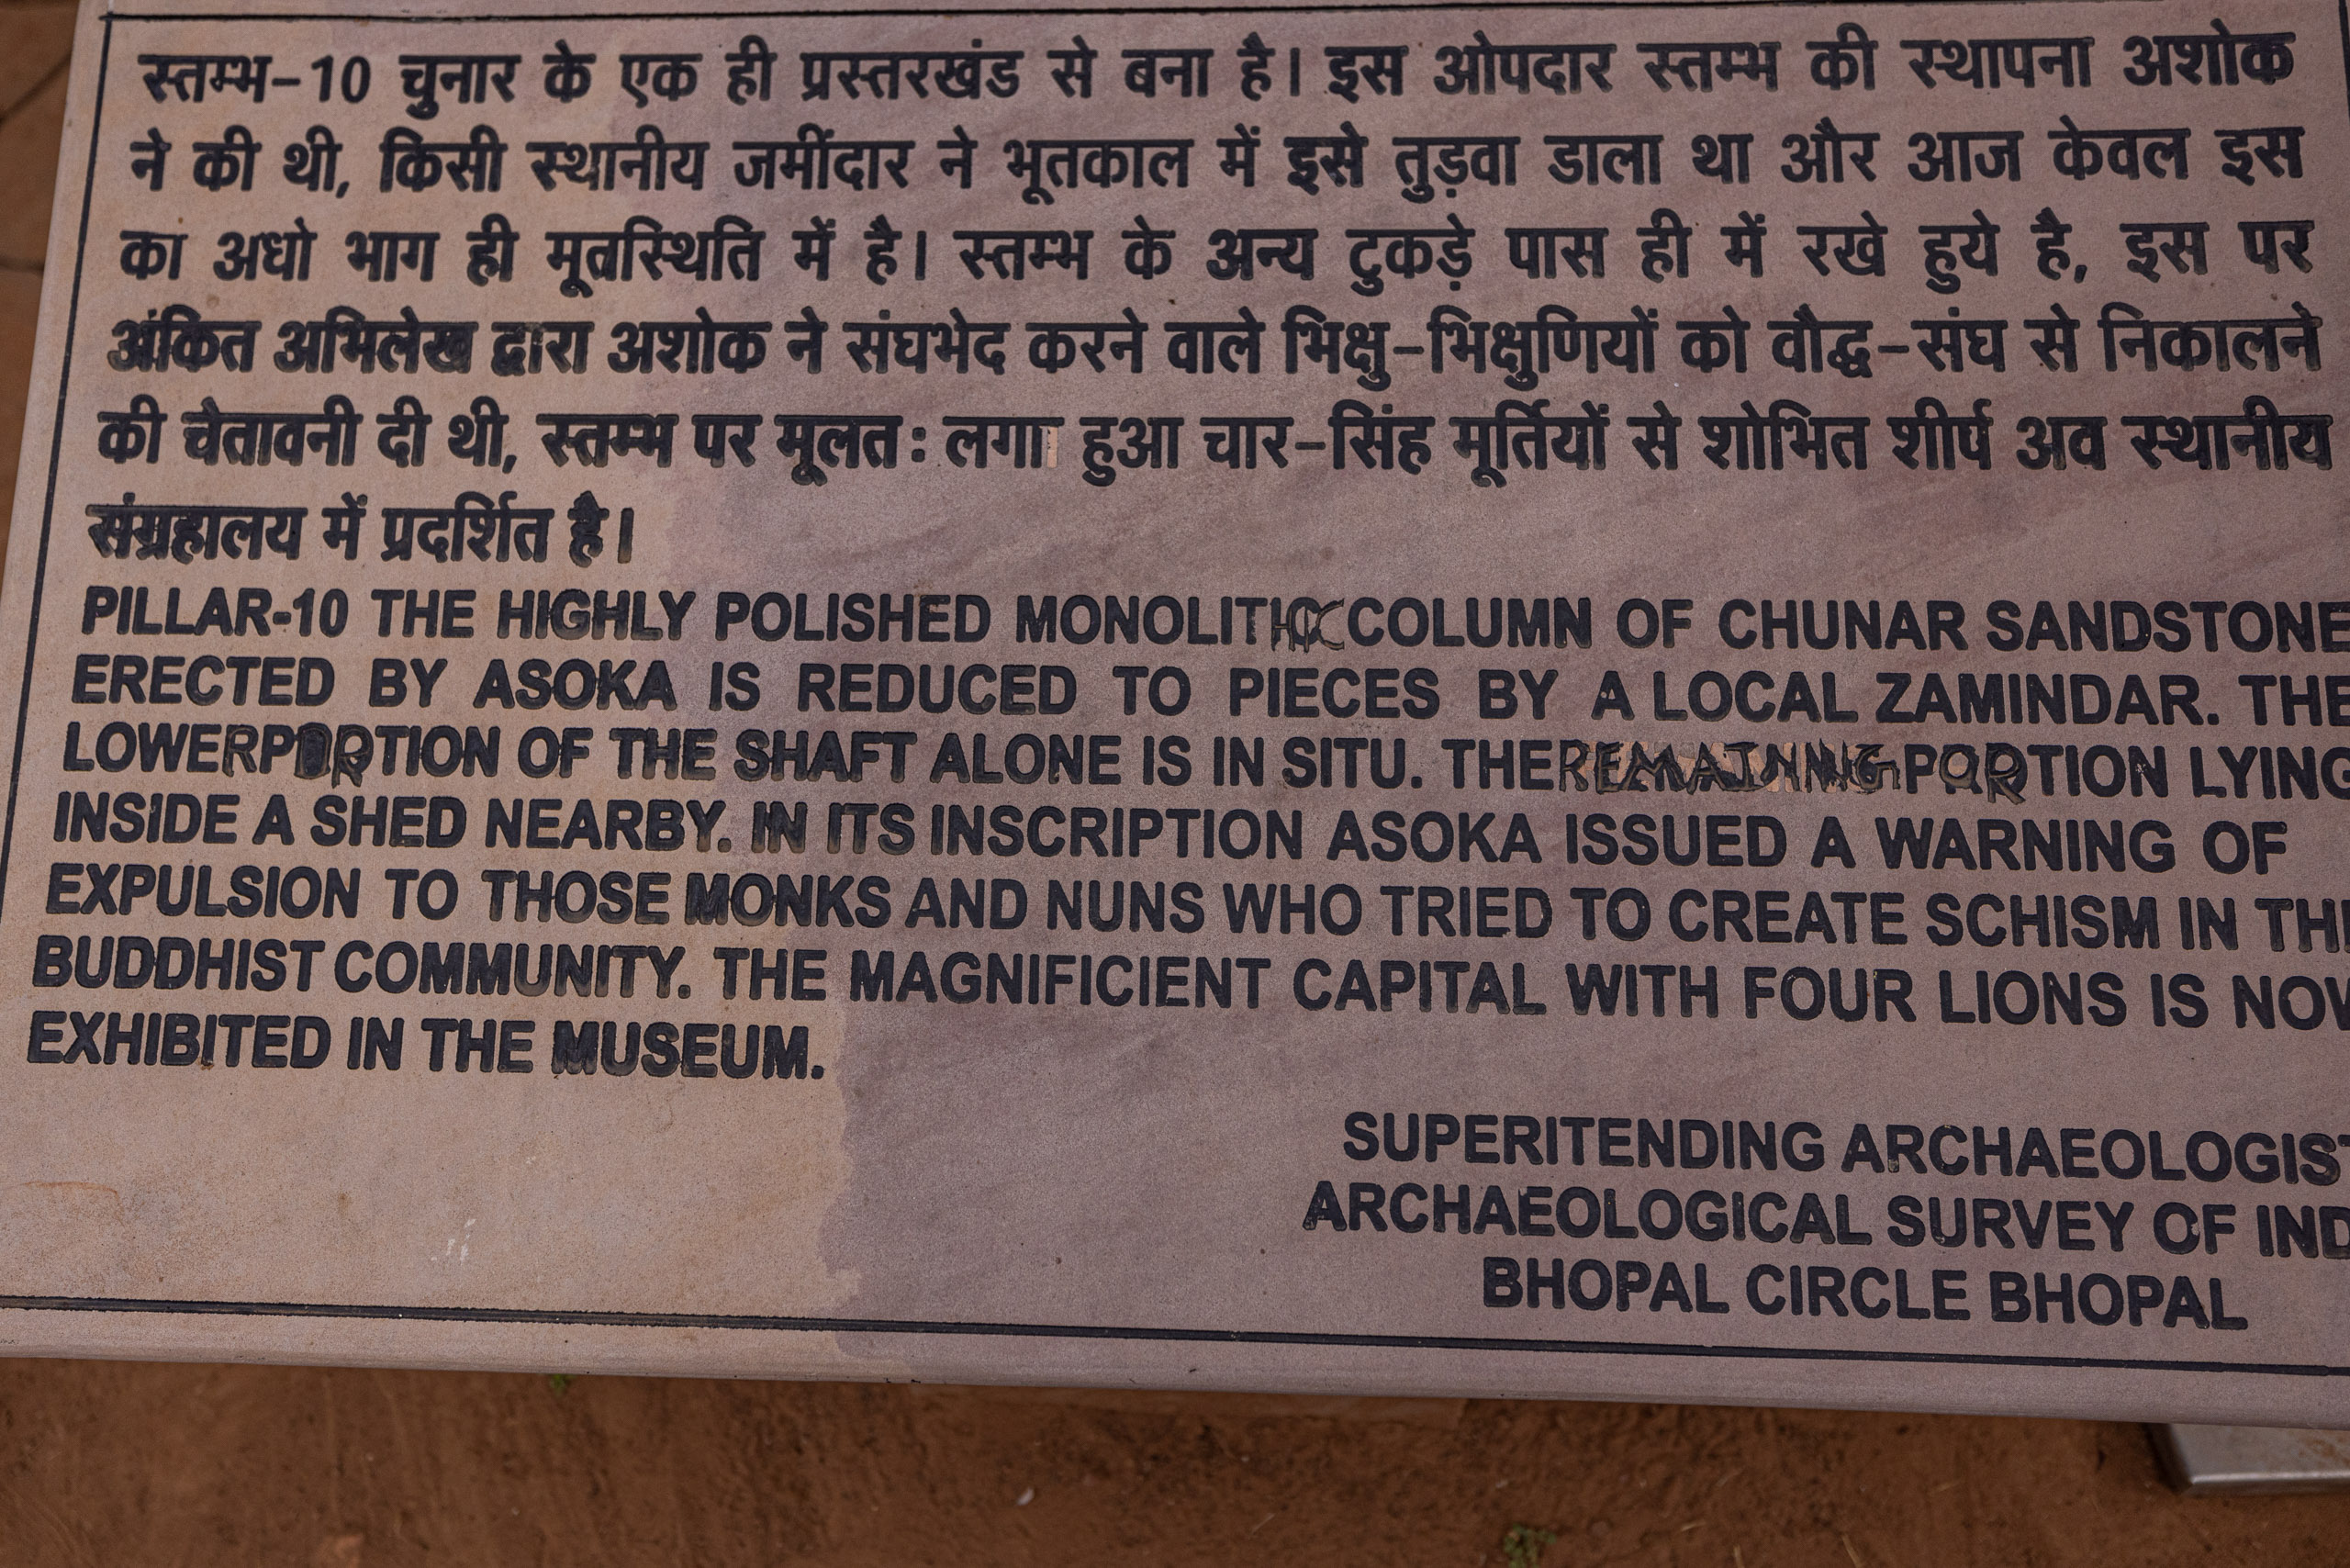 स्तम्भ-10 चुनार के एक ही प्रस्तरखंड से बना है। इस ओपदार स्तम्भ की स्थापना अशोक
ने की थी, किसी स्थानीय जमींदार ने भूतकाल में इसे तुड़वा डाला था और आज केवल इस
का अधो भाग ही मूलस्थिति में है। स्तम्भ के अन्य टुकड़े पास ही में रखे हुये है, इस पर
अंकित अभिलेख द्वारा अशोक ने संघभेद करने वाले भिक्षु-भिक्षुणियों को वौद्ध-संघ से निकालने
की चेतावनी दी थी, स्तम्भ पर मूलतः लगा हुआ चार-सिंह मूर्तियों से शोभित शीर्ष अव स्थानीय
संग्रहालय में प्रदर्शित है।
PILLAR-10 THE HIGHLY POLISHED MONOLITHIC COLUMN OF CHUNAR SANDSTONE
ERECTED BY ASOKA IS REDUCED TO PIECES BY A LOCAL ZAMINDAR. THE
LOWERPORTION OF THE SHAFT ALONE IS IN SITU. THE REMAINING PORTION LYING
INSIDE A SHED NEARBY. IN ITS INSCRIPTION ASOKA ISSUED A WARNING OF
EXPULSION TO THOSE MONKS AND NUNS WHO TRIED TO CREATE SCHISM IN TH
BUDDHIST COMMUNITY. THE MAGNIFICIENT CAPITAL WITH FOUR LIONS IS NOW
EXHIBITED IN THE MUSEUM.
SUPERITENDING ARCHAEOLOGIST
ARCHAEOLOGICAL SURVEY OF IND
BHOPAL CIRCLE BHOPAL